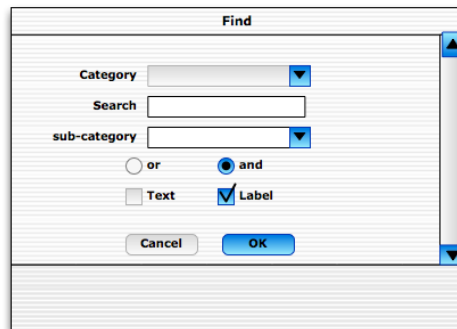 Find
Category
Search
sub-category
or and
Text Label
Cancel OK